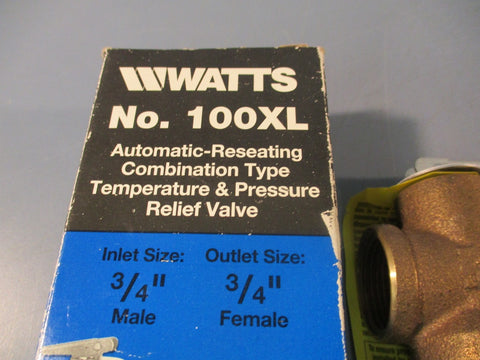 WATTS
No. 100XL
Automatic-Reseating
Combination Type
Temperature & Pressure
Relief Valve
Inlet Size: Outlet Size:
3/4" 3/4"
Male Female